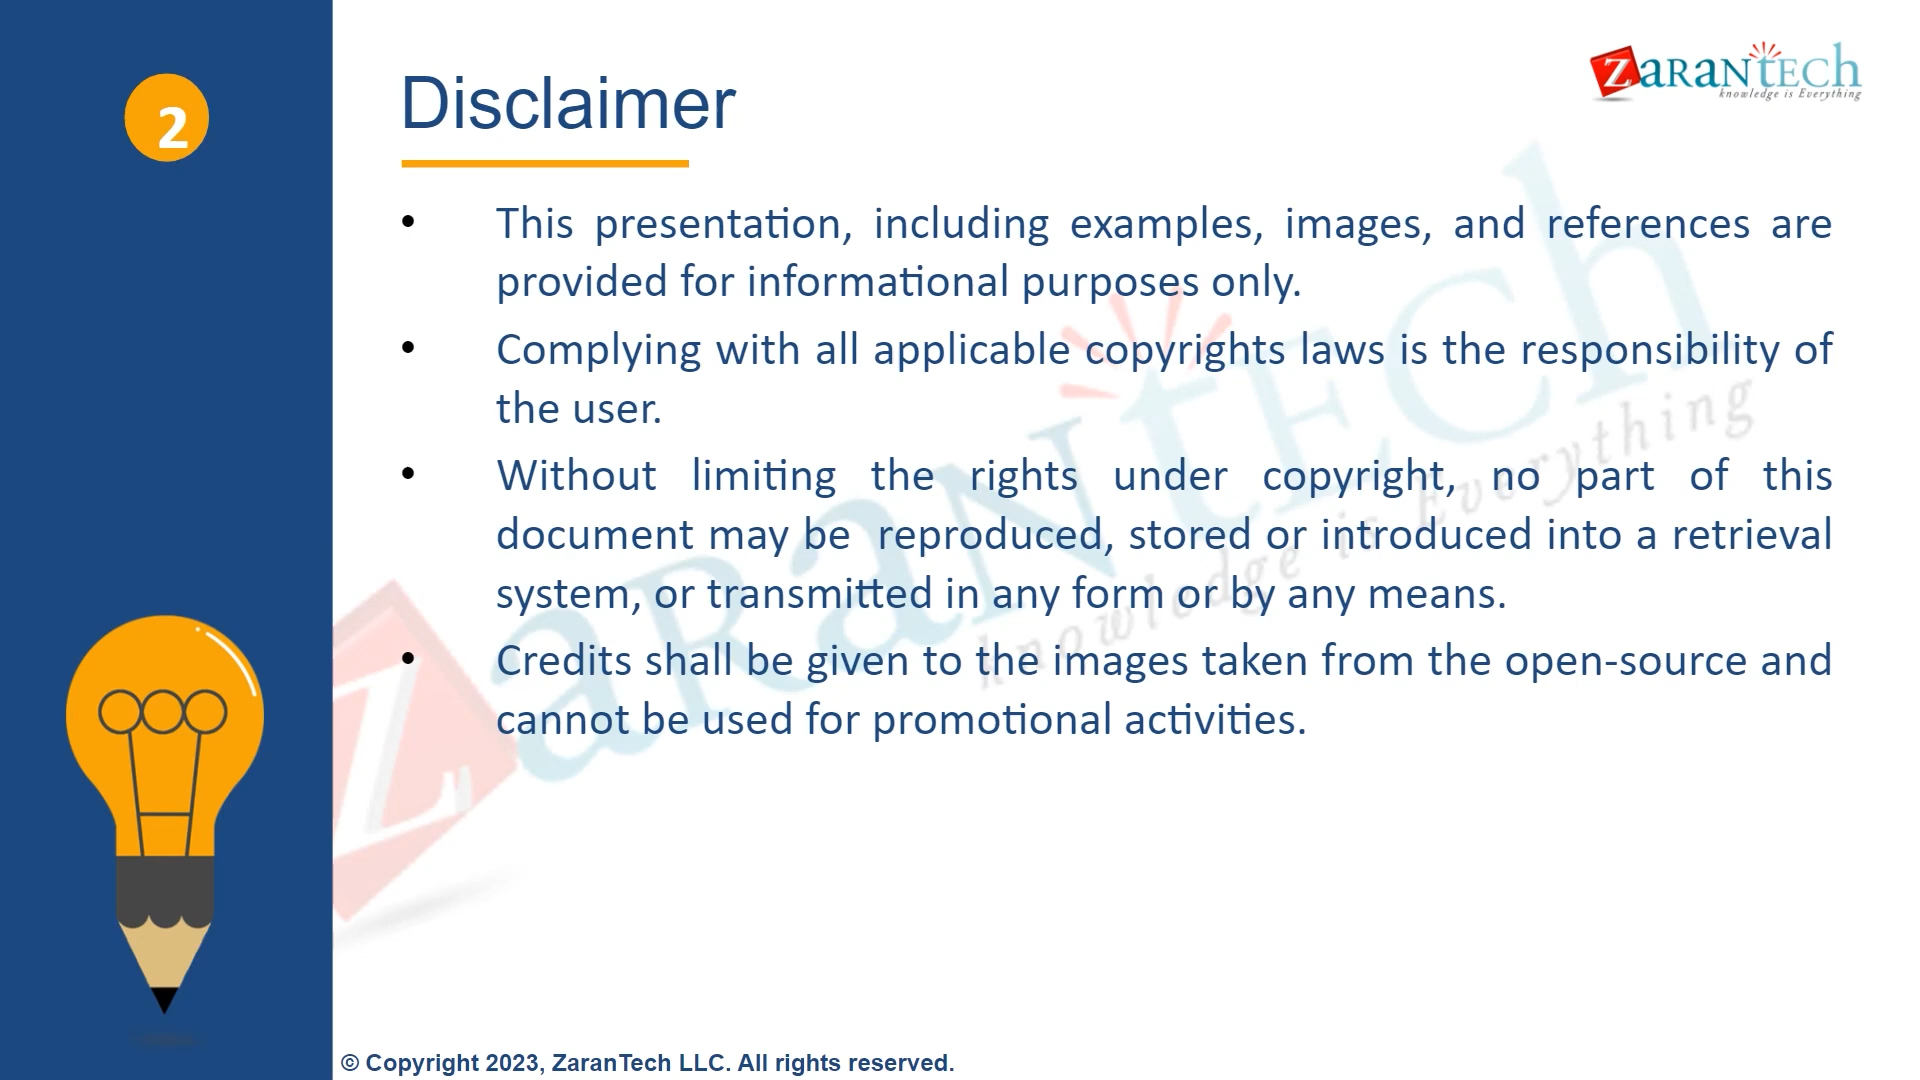 2
Disclaimer
ZaranTech
knowledge is Everything
• This presentation, including examples, images, and references are
provided for informational purposes only.
• Complying with all applicable copyrights laws is the responsibility of
the user.
• Without limiting the rights under copyright, no part of this
document may be  reproduced, stored or introduced into a retrieval
system, or transmitted in any form or by any means.
• Credits shall be given to the images taken from the open-source and
cannot be used for promotional activities.
ZaranTech
knowledge is Everything
© Copyright 2023, ZaranTech LLC. All rights reserved.